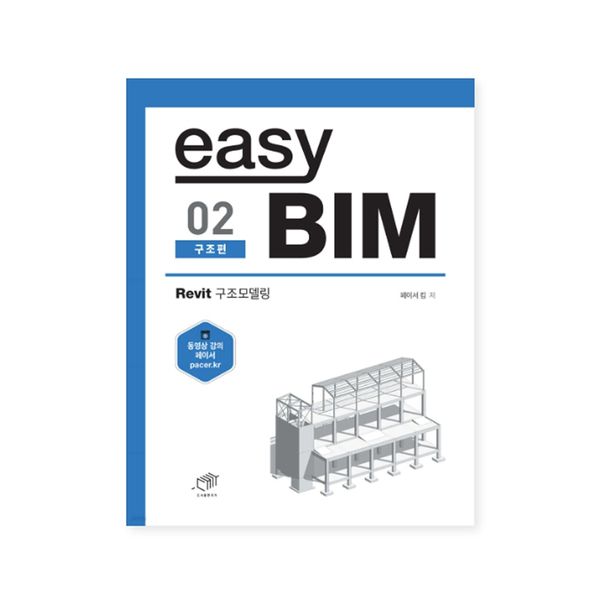 easy
02
BIM
구조편
Revit 구조모델링
페이서 킴 저
동영상 강의
페이서
pacer.kr